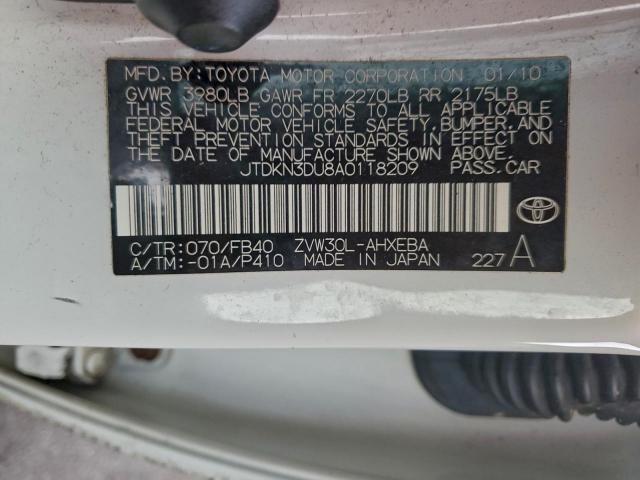 MFD. BY: TOYOTA MOTOR CORPORATION 01/10
GVWR 3980LB GAWR FR 2270LB RR 2175LB
THIS VEHICLE CONFORMS TO ALL APPLICABLE
FEDERAL MOTOR VEHICLE SAFETY, BUMPER, AND
THEFT PREVENTION STANDARDS IN EFFECT ON
THE DATE OF MANUFACTURE SHOWN ABOVE.
JTDKN3DU8A0118209 PASS. CAR
C/TR: 070/FB40 ZVW30L-AHXEBA
A/TM: -01A/P410 MADE IN JAPAN 227 A
TOYOTA